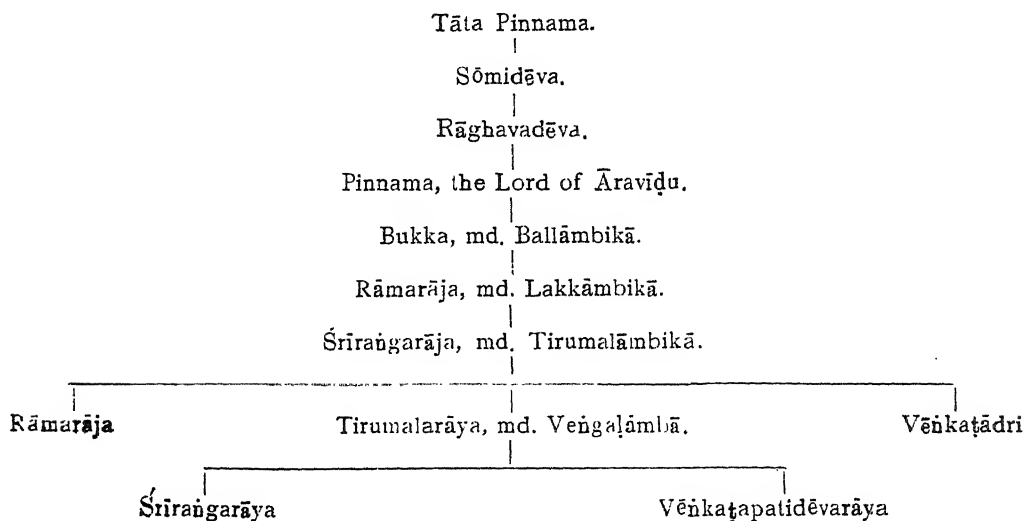 Tāta Pinnama.
Sōmidēva.
Rāghavadēva.
Pinnama, the Lord of Āravīḍu.
Bukka, md. Ballāmbikā.
Rāmarāja, md. Lakkāmbikā.
Śrīraṅgarāja, md. Tirumalāmbikā.
Rāmarāja Tirumalarāya, md. Veṅgaḷāmbā. Vēṅkaṭādri
Śrīraṅgarāya Vēṅkaṭapatidēvarāya